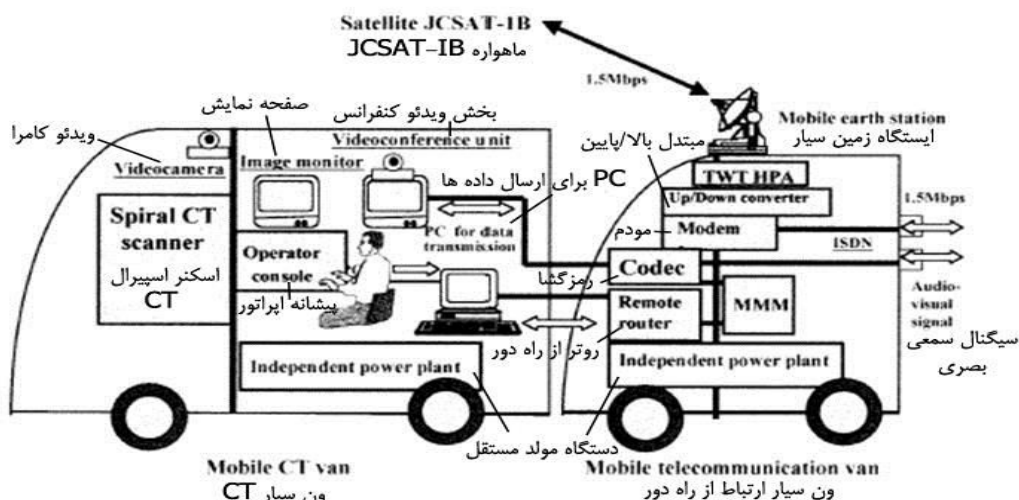 Satellite JCSAT-1B
ماهواره JCSAT-IB
1.5Mbps
Mobile earth station
ایستگاه زمین سیار
صفحه نمایش
بخش ویدئو کنفرانس
ویدئو کامرا
Videoconference unit
Videocamera
Image monitor
مبتدل بالا/پایین
TWT HPA
PC برای ارسال داده ها
Up/Down converter
1.5Mbps
Spiral CT
scanner
PC for data
transmission
Modem
مودم
ISDN
Operator
console
اسکنر اسپیرال
CT
پیشانه اپراتور
Codec
رمزگشا
Remote
router
MMM
Audio-
visual
signal
روتر از راه دور
سیگنال سمعی
بصری
Independent power plant
Independent power plant
دستگاه مولد مستقل
Mobile CT van
ون سیار CT
Mobile telecommunication van
ون سیار ارتباط از راه دور